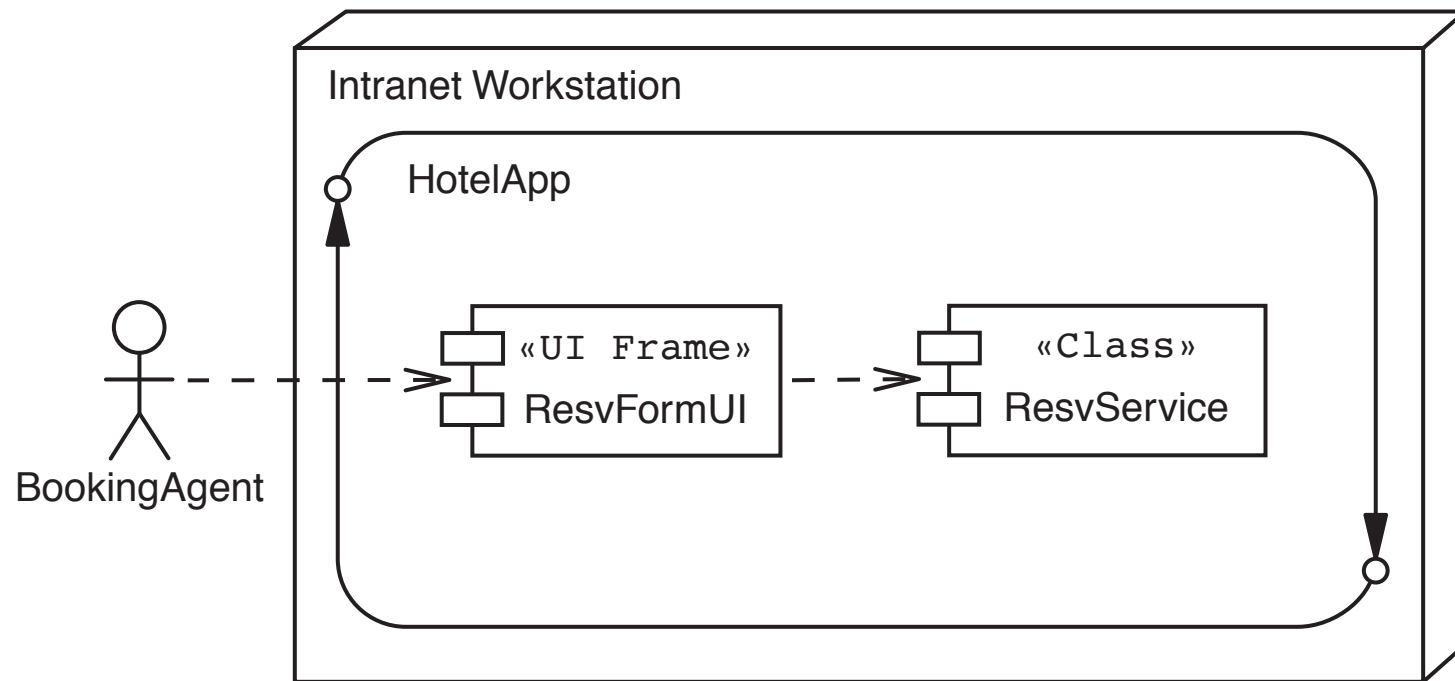 Intranet Workstation
HotelApp
«UI Frame»
ResvFormUI
«Class»
ResvService
BookingAgent